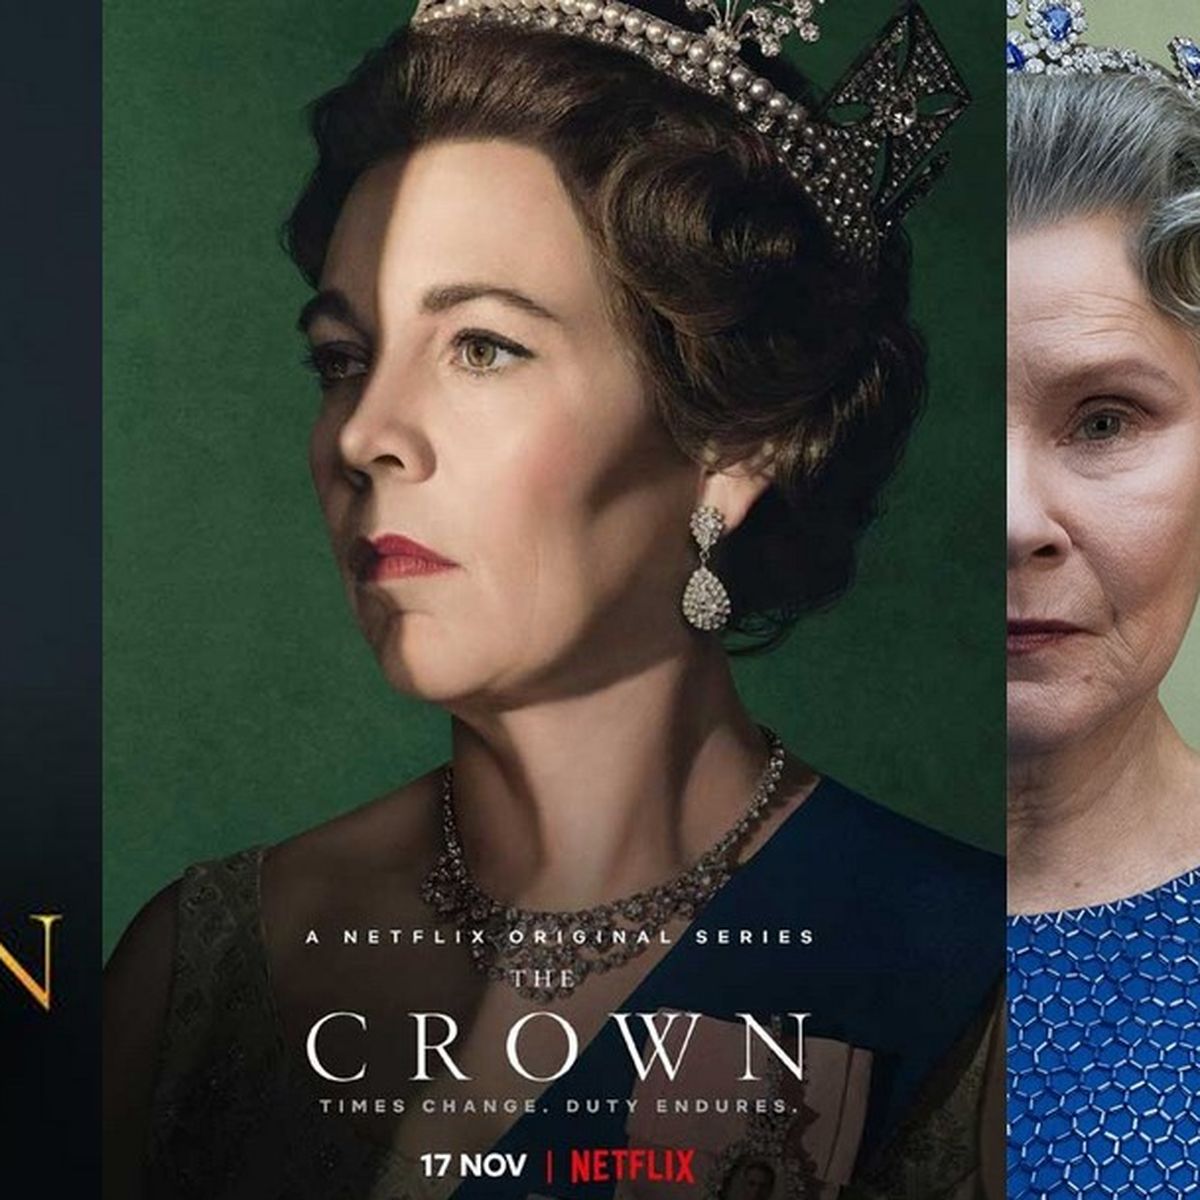 N
A NETFLIX ORIGINAL SERIES
THE
CROWN
TIMES CHANGE. DUTY ENDURES.
17 NOV | NETFLIX